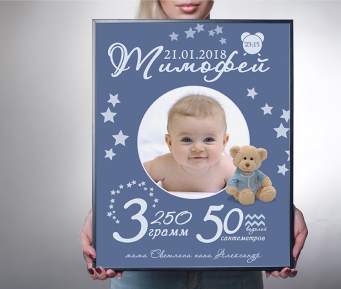 21.01.2018
23:15
Тимофей
3 250 грамм
50 сантиметров
мама Светлана папа Александр